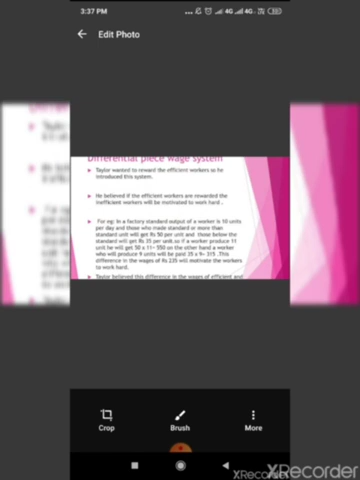 3:37 PM
4G 4G
Edit Photo
Differential piece wage system
Taylor wanted to reward the efficient workers so he
introduced this system.
He believed if the efficient workers are rewarded the
inefficient workers will be motivated to work hard .
For eg: in a factory standard output of a worker is 10 units
per day and those who made standard or more than
standard unit will get Rs 50 per unit and those below the
standard will get Rs 35 per unit.so if a worker produce 11
unit he will get 50 x 11= 550 on the other hand a worker
who will produce 9 units will be paid 35 x 9= 315 .This
difference in the wages of Rs 235 will motivate the workers
to work hard.
Taylor believed this difference in the wages of efficient and
Crop
Brush
More
XRecorder
XRecorder